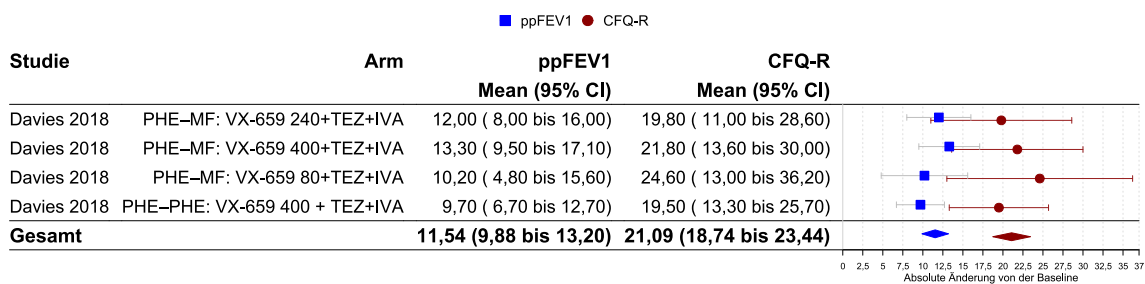 ppFEV1 CFQ-R
Studie Arm ppFEV1 CFQ-R
Mean (95% CI) Mean (95% CI)
Davies 2018 PHE–MF: VX-659 240+TEZ+IVA 12,00 ( 8,00 bis 16,00) 19,80 ( 11,00 bis 28,60)
Davies 2018 PHE–MF: VX-659 400+TEZ+IVA 13,30 ( 9,50 bis 17,10) 21,80 ( 13,60 bis 30,00)
Davies 2018 PHE–MF: VX-659 80+TEZ+IVA 10,20 ( 4,80 bis 15,60) 24,60 ( 13,00 bis 36,20)
Davies 2018 PHE–PHE: VX-659 400 + TEZ+IVA 9,70 ( 6,70 bis 12,70) 19,50 ( 13,30 bis 25,70)
Gesamt 11,54 (9,88 bis 13,20) 21,09 (18,74 bis 23,44)
0 2,5 5 7,5 10 12,5 15 17,5 20 22,5 25 27,5 30 32,5 35 37
Absolute Änderung von der Baseline